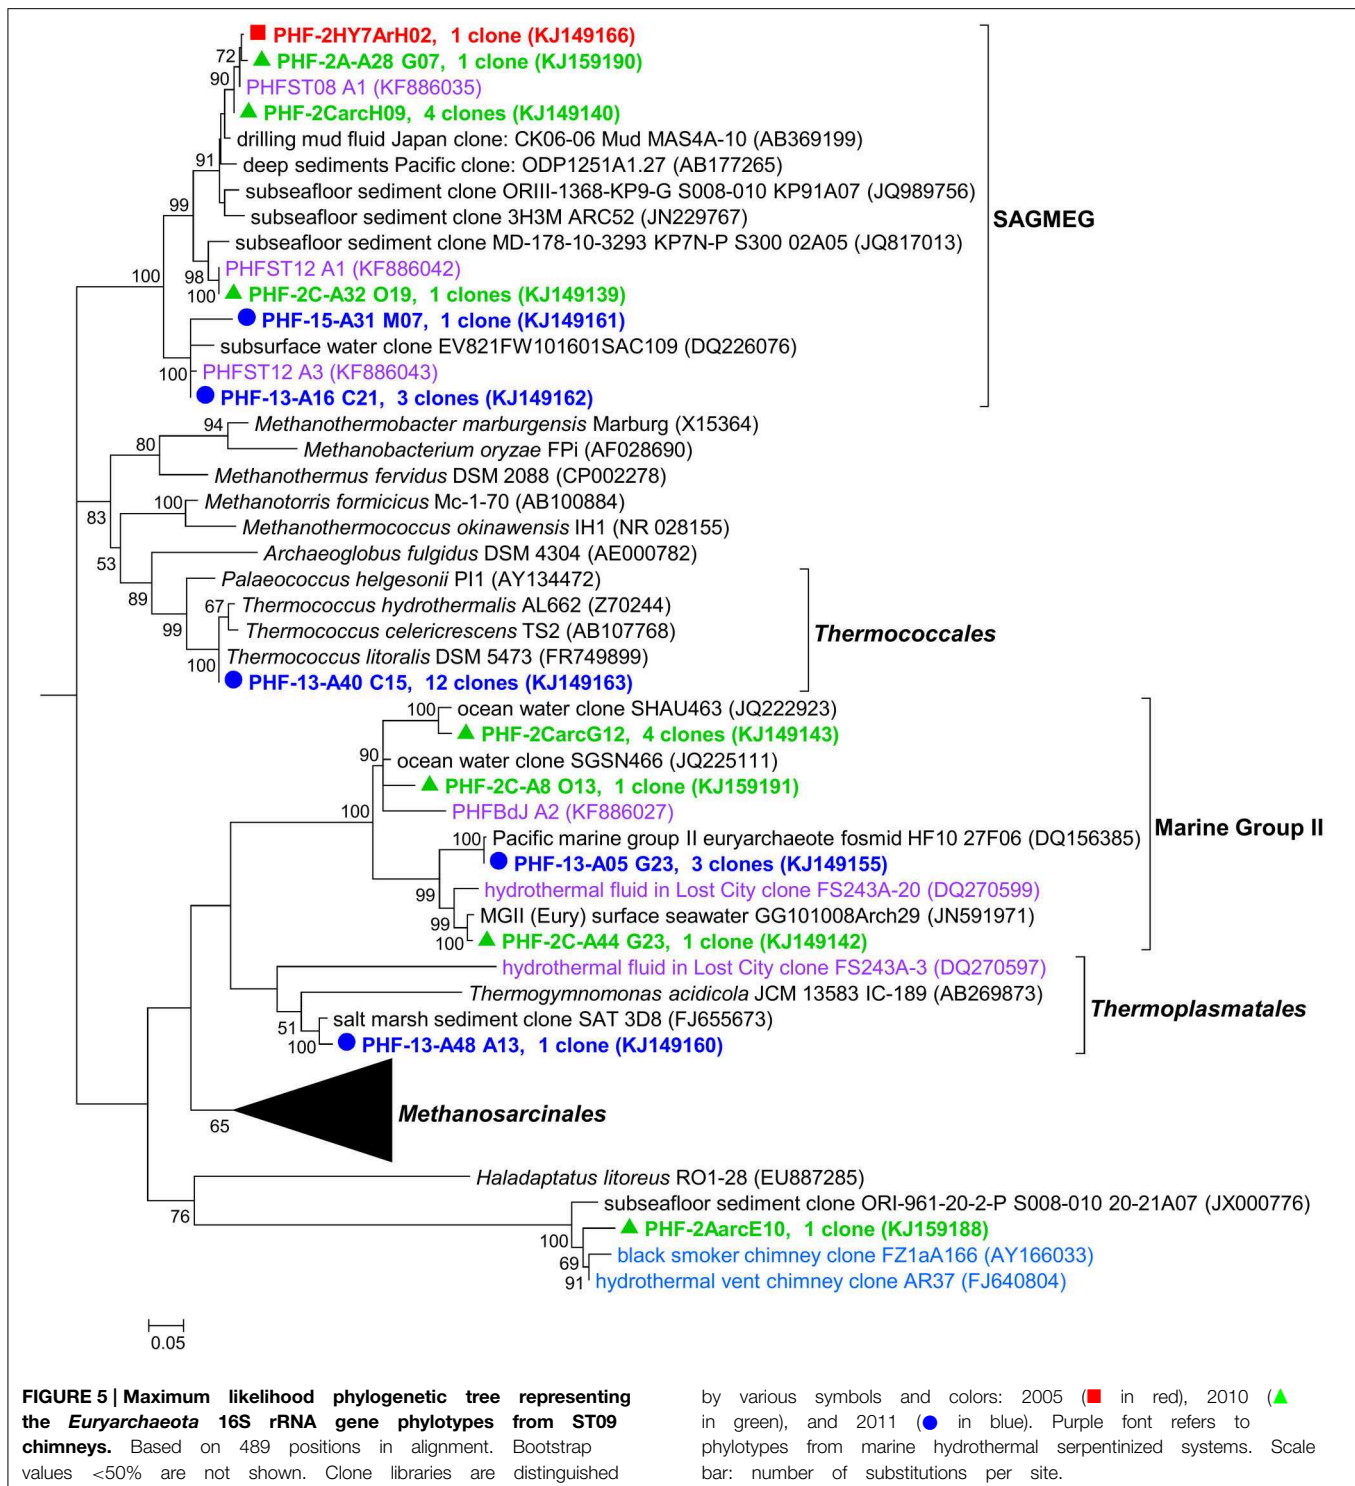 PHF-2HY7ArH02, 1 clone (KJ149166)
72
PHF-2A-A28 G07, 1 clone (KJ159190)
90
PHFST08 A1 (KF886035)
PHF-2CarcH09, 4 clones (KJ149140)
drilling mud fluid Japan clone: CK06-06 Mud MAS4A-10 (AB369199)
91
deep sediments Pacific clone: ODP1251A1.27 (AB177265)
subseafloor sediment clone ORIII-1368-KP9-G S008-010 KP91A07 (JQ989756)
99
subseafloor sediment clone 3H3M ARC52 (JN229767)
SAGMEG
subseafloor sediment clone MD-178-10-3293 KP7N-P S300 02A05 (JQ817013)
PHFST12 A1 (KF886042)
100
98
100
PHF-2C-A32 O19, 1 clones (KJ149139)
PHF-15-A31 M07, 1 clone (KJ149161)
subsurface water clone EV821FW101601SAC109 (DQ226076)
100
PHFST12 A3 (KF886043)
PHF-13-A16 C21, 3 clones (KJ149162)
94
Methanothermobacter marburgensis Marburg (X15364)
80
Methanobacterium oryzae FPi (AF028690)
Methanothermus fervidus DSM 2088 (CP002278)
100
Methanotorris formicicus Mc-1-70 (AB100884)
83
Methanothermococcus okinawensis IH1 (NR 028155)
53
Archaeoglobus fulgidus DSM 4304 (AE000782)
Palaeococcus helgesonii PI1 (AY134472)
89
67
Thermococcus hydrothermalis AL662 (Z70244)
99
Thermococcus celericrescens TS2 (AB107768)
Thermococcales
100
Thermococcus litoralis DSM 5473 (FR749899)
PHF-13-A40 C15, 12 clones (KJ149163)
100
ocean water clone SHAU463 (JQ222923)
PHF-2CarcG12, 4 clones (KJ149143)
90
ocean water clone SGSN466 (JQ225111)
PHF-2C-A8 O13, 1 clone (KJ159191)
100
PHFBdJ A2 (KF886027)
Marine Group II
100
Pacific marine group II euryarchaeote fosmid HF10 27F06 (DQ156385)
PHF-13-A05 G23, 3 clones (KJ149155)
99
hydrothermal fluid in Lost City clone FS243A-20 (DQ270599)
99
MGII (Eury) surface seawater GG101008Arch29 (JN591971)
100
PHF-2C-A44 G23, 1 clone (KJ149142)
hydrothermal fluid in Lost City clone FS243A-3 (DQ270597)
Thermogymnomonas acidicola JCM 13583 IC-189 (AB269873)
Thermoplasmatales
51
salt marsh sediment clone SAT 3D8 (FJ655673)
100
PHF-13-A48 A13, 1 clone (KJ149160)
65
Methanosarcinales
Haladaptatus litoreus RO1-28 (EU887285)
76
subseafloor sediment clone ORI-961-20-2-P S008-010 20-21A07 (JX000776)
PHF-2AarcE10, 1 clone (KJ159188)
100
69
black smoker chimney clone FZ1aA166 (AY166033)
91
hydrothermal vent chimney clone AR37 (FJ640804)
0.05
FIGURE 5 | Maximum likelihood phylogenetic tree representing
the Euryarchaeota 16S rRNA gene phylotypes from ST09
chimneys. Based on 489 positions in alignment. Bootstrap
values <50% are not shown. Clone libraries are distinguished
by various symbols and colors: 2005 (■ in red), 2010 (▲
in green), and 2011 (● in blue). Purple font refers to
phylotypes from marine hydrothermal serpentinized systems. Scale
bar: number of substitutions per site.